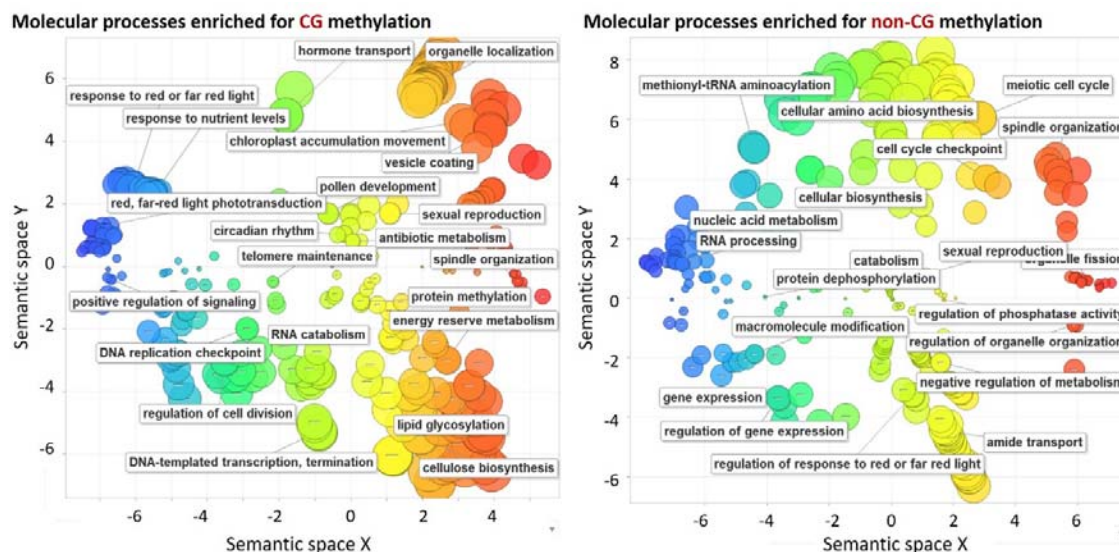 Molecular processes enriched for CG methylation
hormone transport
organelle localization
response to red or far red light
response to nutrient levels
chloroplast accumulation movement
vesicle coating
pollen development
red, far-red light phototransduction
sexual reproduction
circadian rhythm
antibiotic metabolism
telomere maintenance
spindle organization
positive regulation of signaling
protein methylation
energy reserve metabolism
RNA catabolism
DNA replication checkpoint
regulation of cell division
lipid glycosylation
DNA-templated transcription, termination
cellulose biosynthesis
Semantic space Y
6
4
2
0
-2
-4
-6
-6
-4
-2
0
2
4
Semantic space X
Molecular processes enriched for non-CG methylation
methionyl-tRNA aminoacylation
meiotic cell cycle
cellular amino acid biosynthesis
spindle organization
cell cycle checkpoint
cellular biosynthesis
nucleic acid metabolism
RNA processing
sexual reproduction
catabolism
organelle fission
protein dephosphorylation
regulation of phosphatase activity
macromolecule modification
regulation of organelle organization
negative regulation of metabolism
gene expression
regulation of gene expression
amide transport
regulation of response to red or far red light
Semantic space Y
8
6
4
2
0
-2
-4
-6
-6
-4
-2
0
2
4
6
Semantic space X